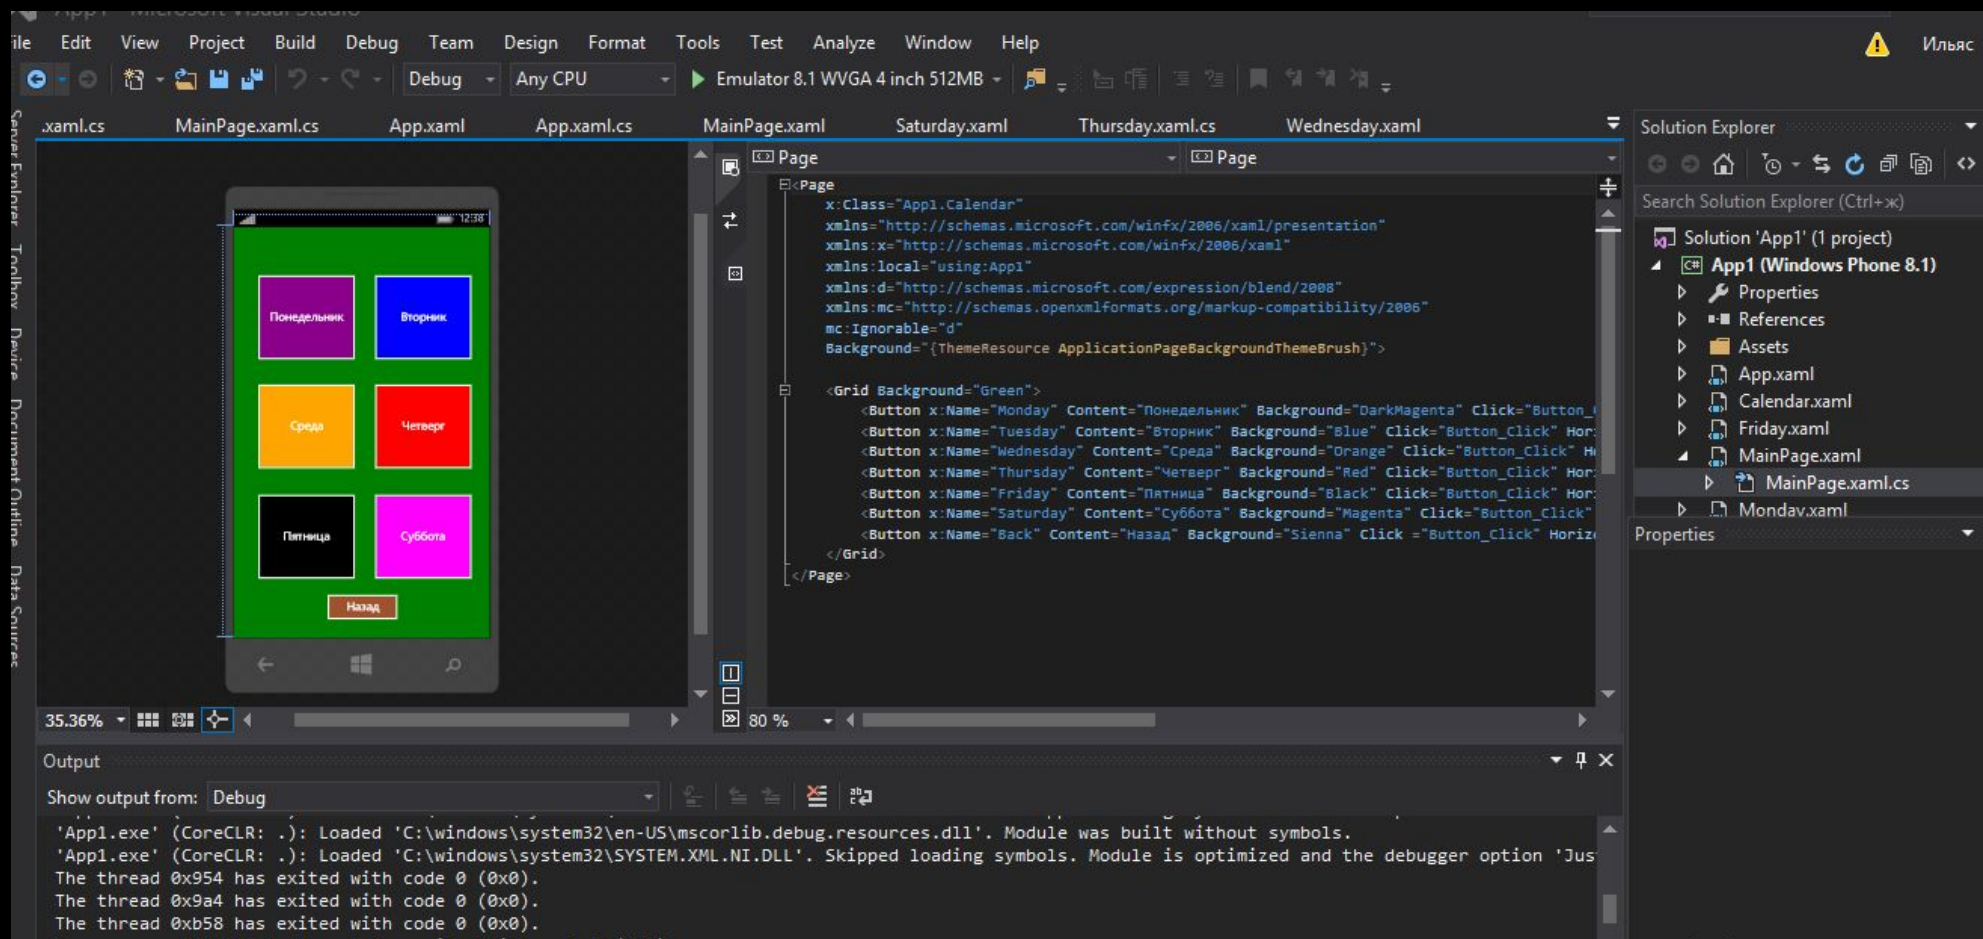 App1 - Microsoft Visual Studio
ile Edit View Project Build Debug Team Design Format Tools Test Analyze Window Help
Ильяс
Debug Any CPU Emulator 8.1 WVGA 4 inch 512MB
Server Explorer Toolbox Device Document Outline Data Sources
.xaml.cs MainPage.xaml.cs App.xaml App.xaml.cs MainPage.xaml Saturday.xaml Thursday.xaml.cs Wednesday.xaml
12:38
Понедельник Вторник
Среда Четверг
Пятница Суббота
Назад
35.36%
Page Page
<Page
x:Class="App1.Calendar"
xmlns="http://schemas.microsoft.com/winfx/2006/xaml/presentation"
xmlns:x="http://schemas.microsoft.com/winfx/2006/xaml"
xmlns:local="using:App1"
xmlns:d="http://schemas.microsoft.com/expression/blend/2008"
xmlns:mc="http://schemas.openxmlformats.org/markup-compatibility/2006"
mc:Ignorable="d"
Background="{ThemeResource ApplicationPageBackgroundThemeBrush}">
<Grid Background="Green">
<Button x:Name="Monday" Content="Понедельник" Background="DarkMagenta" Click="Button_
<Button x:Name="Tuesday" Content="Вторник" Background="Blue" Click="Button_Click" Hor
<Button x:Name="Wednesday" Content="Среда" Background="Orange" Click="Button_Click" H
<Button x:Name="Thursday" Content="Четверг" Background="Red" Click="Button_Click" Hor
<Button x:Name="Friday" Content="Пятница" Background="Black" Click="Button_Click" Hor
<Button x:Name="Saturday" Content="Суббота" Background="Magenta" Click="Button_Click"
<Button x:Name="Back" Content="Назад" Background="Sienna" Click ="Button_Click" Horiz
</Grid>
</Page>
80 %
Solution Explorer
Search Solution Explorer (Ctrl+ж)
Solution 'App1' (1 project)
App1 (Windows Phone 8.1)
Properties
References
Assets
App.xaml
Calendar.xaml
Friday.xaml
MainPage.xaml
MainPage.xaml.cs
Monday.xaml
Properties
Output
Show output from: Debug
'App1.exe' (CoreCLR: .): Loaded 'C:\windows\system32\en-US\mscorlib.debug.resources.dll'. Module was built without symbols.
'App1.exe' (CoreCLR: .): Loaded 'C:\windows\system32\SYSTEM.XML.NI.DLL'. Skipped loading symbols. Module is optimized and the debugger option 'Jus
The thread 0x954 has exited with code 0 (0x0).
The thread 0x9a4 has exited with code 0 (0x0).
The thread 0xb58 has exited with code 0 (0x0).